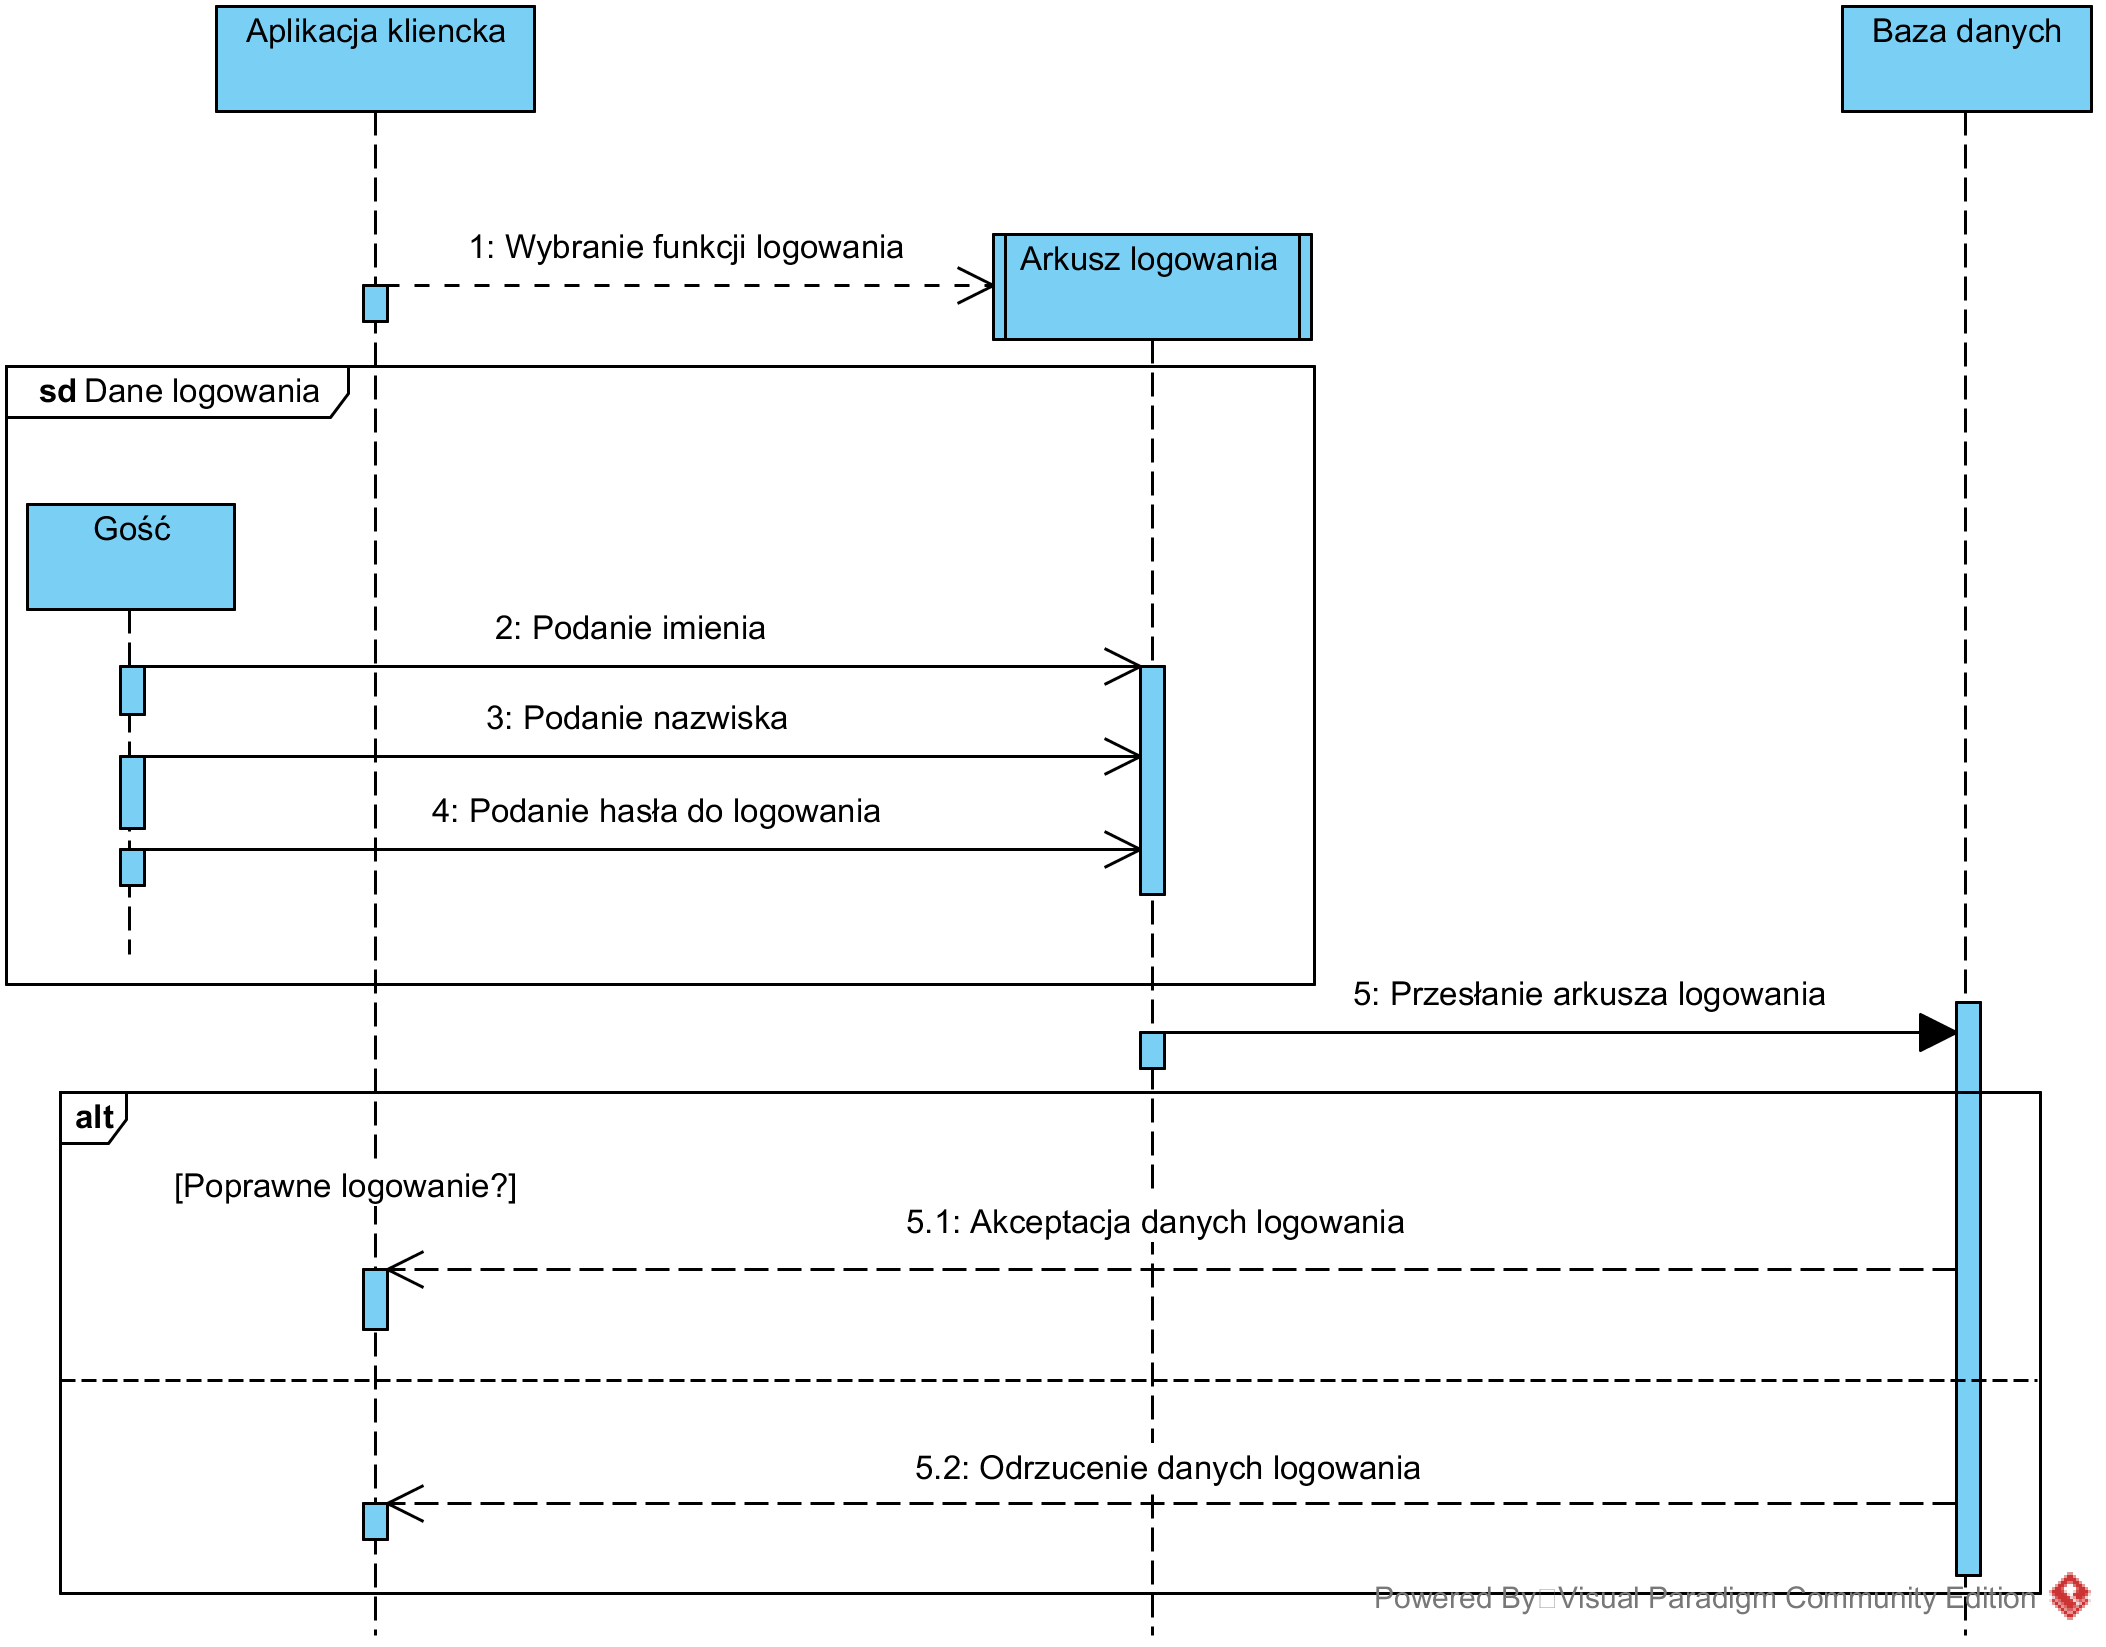 Aplikacja kliencka
Baza danych
1: Wybranie funkcji logowania
Arkusz logowania
sd Dane logowania
Gość
2: Podanie imienia
3: Podanie nazwiska
4: Podanie hasła do logowania
5: Przesłanie arkusza logowania
alt
[Poprawne logowanie?]
5.1: Akceptacja danych logowania
5.2: Odrzucenie danych logowania
Powered By Visual Paradigm Community Edition